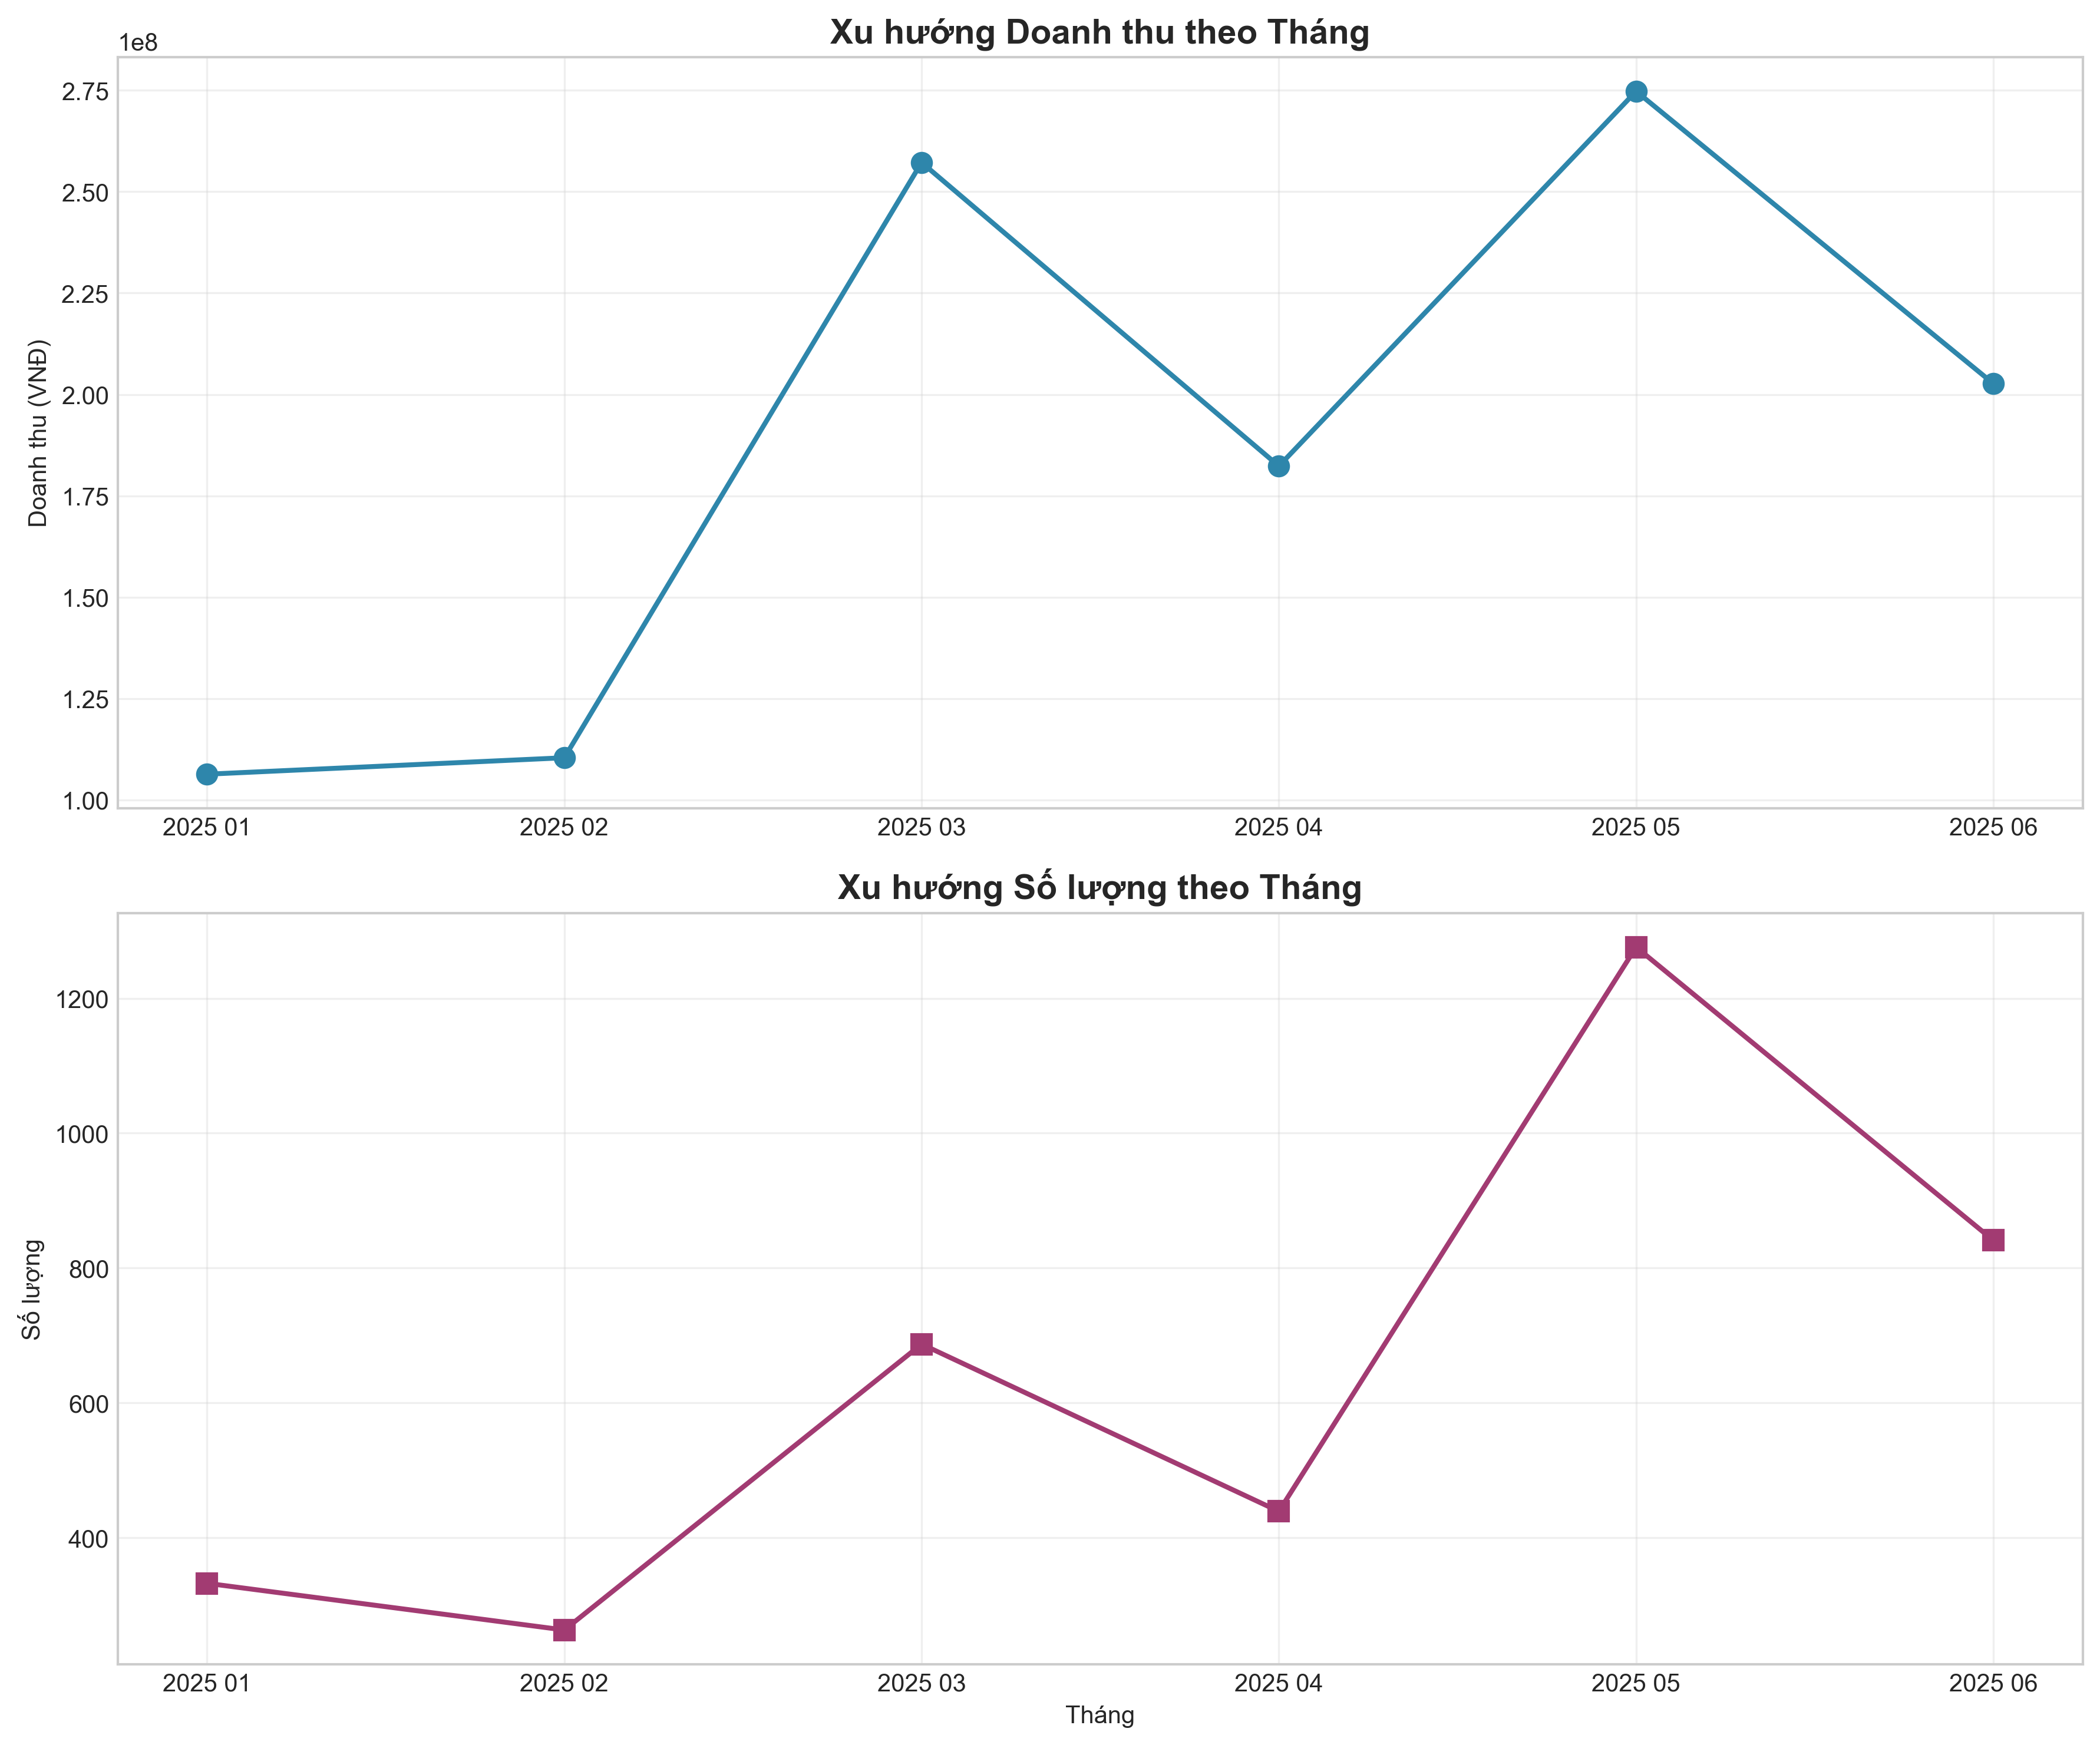 Xu hướng Doanh thu theo Tháng
1e8
2.75
2.50
2.25
2.00
1.75
1.50
1.25
1.00
Doanh thu (VNĐ)
2025 01 2025 02 2025 03 2025 04 2025 05 2025 06
Xu hướng Số lượng theo Tháng
1200
1000
800
600
400
Số lượng
2025 01 2025 02 2025 03 2025 04 2025 05 2025 06
Tháng